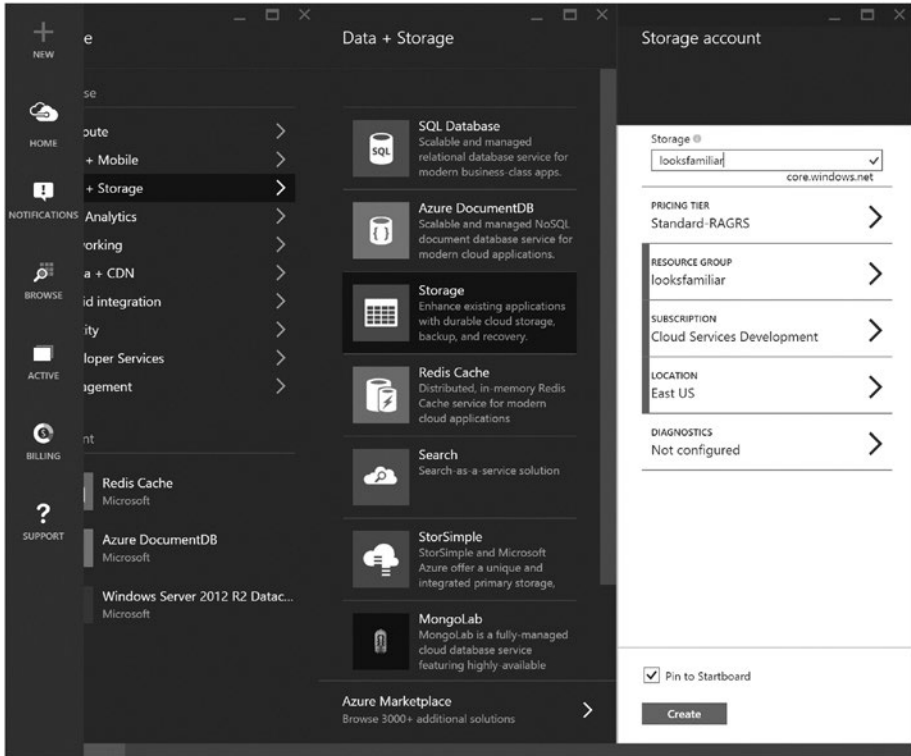 NEW
HOME
NOTIFICATIONS
BROWSE
ACTIVE
BILLING
SUPPORT
e
se
oute
+ Mobile
+ Storage
Analytics
orking
a + CDN
id integration
ity
loper Services
agement
nt
Redis Cache
Microsoft
Azure DocumentDB
Microsoft
Windows Server 2012 R2 Datac...
Microsoft
Data + Storage
SQL Database
Scalable and managed
relational database service for
modern business-class apps.
SQL
Azure DocumentDB
Scalable and managed NoSQL
document database service for
modern cloud applications.
Storage
Enhance existing applications
with durable cloud storage,
backup, and recovery.
Redis Cache
Distributed, in-memory Redis
Cache service for modern
cloud applications
Search
Search-as-a-service solution
StorSimple
StorSimple and Microsoft
Azure offer a unique and
integrated primary storage,
MongoLab
MongoLab is a fully-managed
cloud database service
featuring highly-available
Azure Marketplace
Browse 3000+ additional solutions
Storage account
Storage
looksfamiliar
core.windows.net
PRICING TIER
Standard-RAGRS
RESOURCE GROUP
looksfamiliar
SUBSCRIPTION
Cloud Services Development
LOCATION
East US
DIAGNOSTICS
Not configured
Pin to Startboard
Create